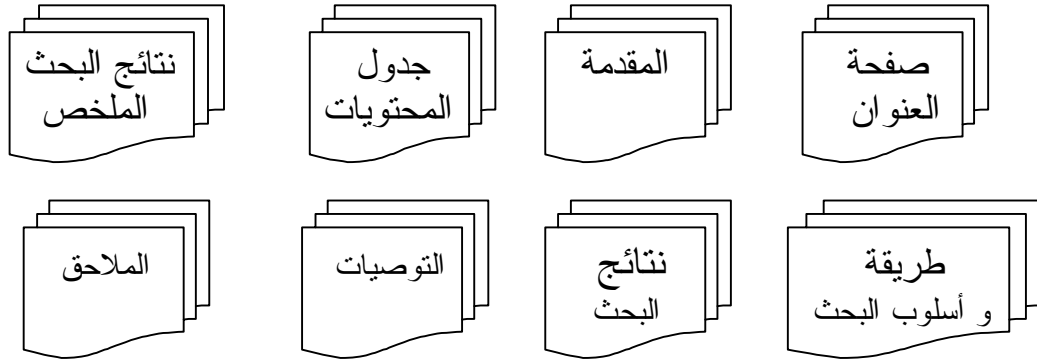 صفحة
العنوان
المقدمة
جدول
المحتويات
نتائج البحث
الملخص
طريقة
و أسلوب البحث
نتائج
البحث
التوصيات
الملاحق